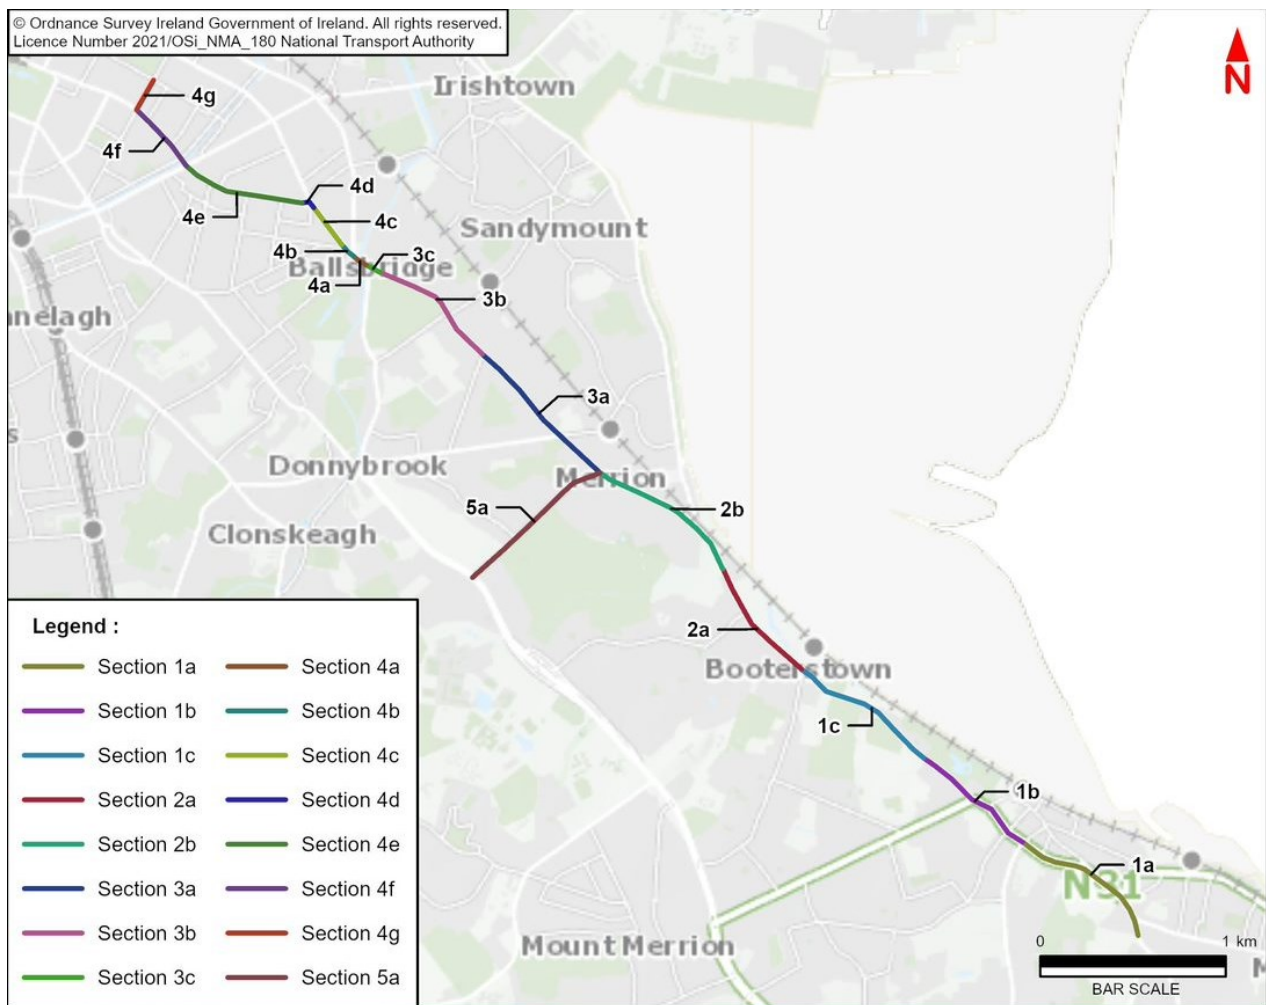 © Ordnance Survey Ireland Government of Ireland. All rights reserved.
Licence Number 2021/OSi_NMA_180 National Transport Authority
N
Irishtown
4g
4f
4d
4e
4c
Sandymount
4b
3c
Ballsbridge
4a
3b
nelagh
3a
s
Donnybrook
Merrion
5a
2b
Clonskeagh
2a
Booterstown
1c
1b
1a
N31
Mount Merrion
0 1 km
BAR SCALE
M
Legend :
Section 1a
Section 4a
Section 1b
Section 4b
Section 1c
Section 4c
Section 2a
Section 4d
Section 2b
Section 4e
Section 3a
Section 4f
Section 3b
Section 4g
Section 3c
Section 5a